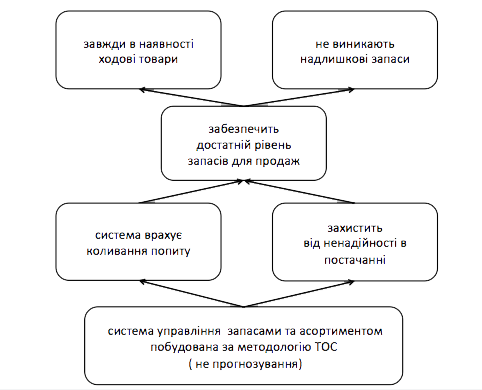 завжди в наявності
ходові товари
не виникають
надлишкові запаси
забезпечить
достатній рівень
запасів для продаж
система врахує
коливання попиту
захистить
від ненадійності в
постачанні
система управління запасами та асортиментом
побудована за методологію ТОС
( не прогнозування)